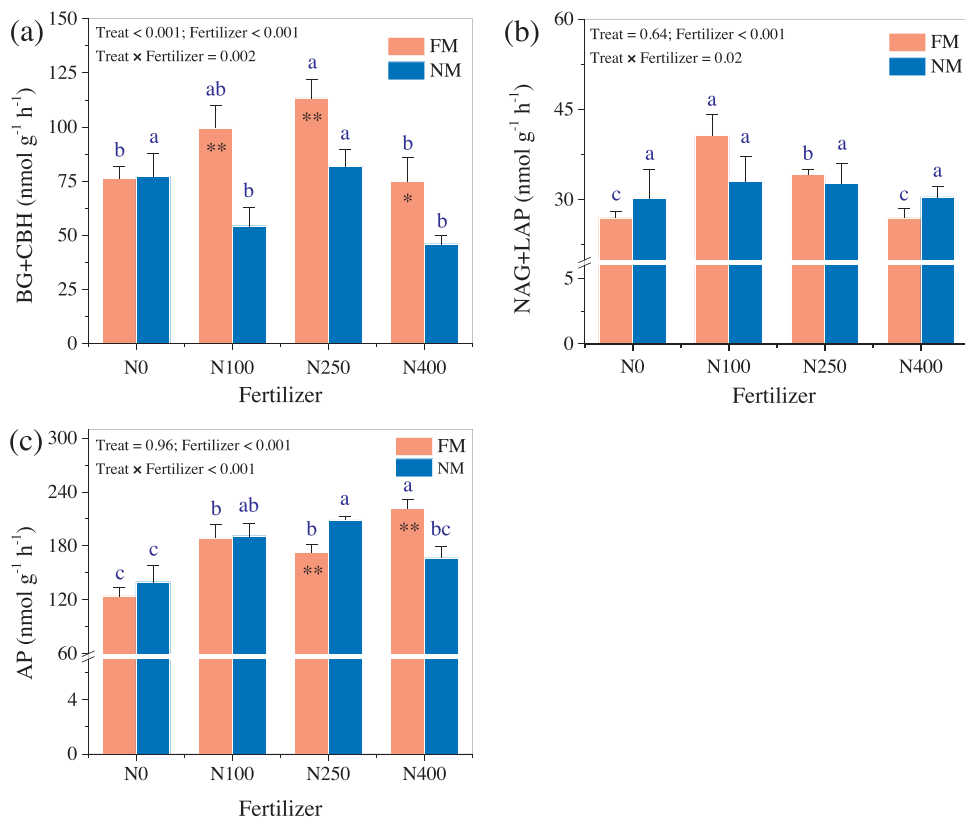 (a)
BG+CBH (nmol g⁻¹ h⁻¹)
150
125
100
75
50
25
0
Treat < 0.001; Fertilizer < 0.001
Treat × Fertilizer = 0.002
FM
NM
b
a
ab
**
b
a
**
a
b
*
b
N0
N100
N250
N400
Fertilizer
(b)
NAG+LAP (nmol g⁻¹ h⁻¹)
60
45
30
5
0
Treat = 0.64; Fertilizer < 0.001
Treat × Fertilizer = 0.02
FM
NM
c
a
a
a
b
a
c
a
N0
N100
N250
N400
Fertilizer
(c)
AP (nmol g⁻¹ h⁻¹)
300
240
180
120
60
4
0
Treat = 0.96; Fertilizer < 0.001
Treat × Fertilizer < 0.001
FM
NM
c
c
b
ab
b
**
a
a
**
bc
N0
N100
N250
N400
Fertilizer